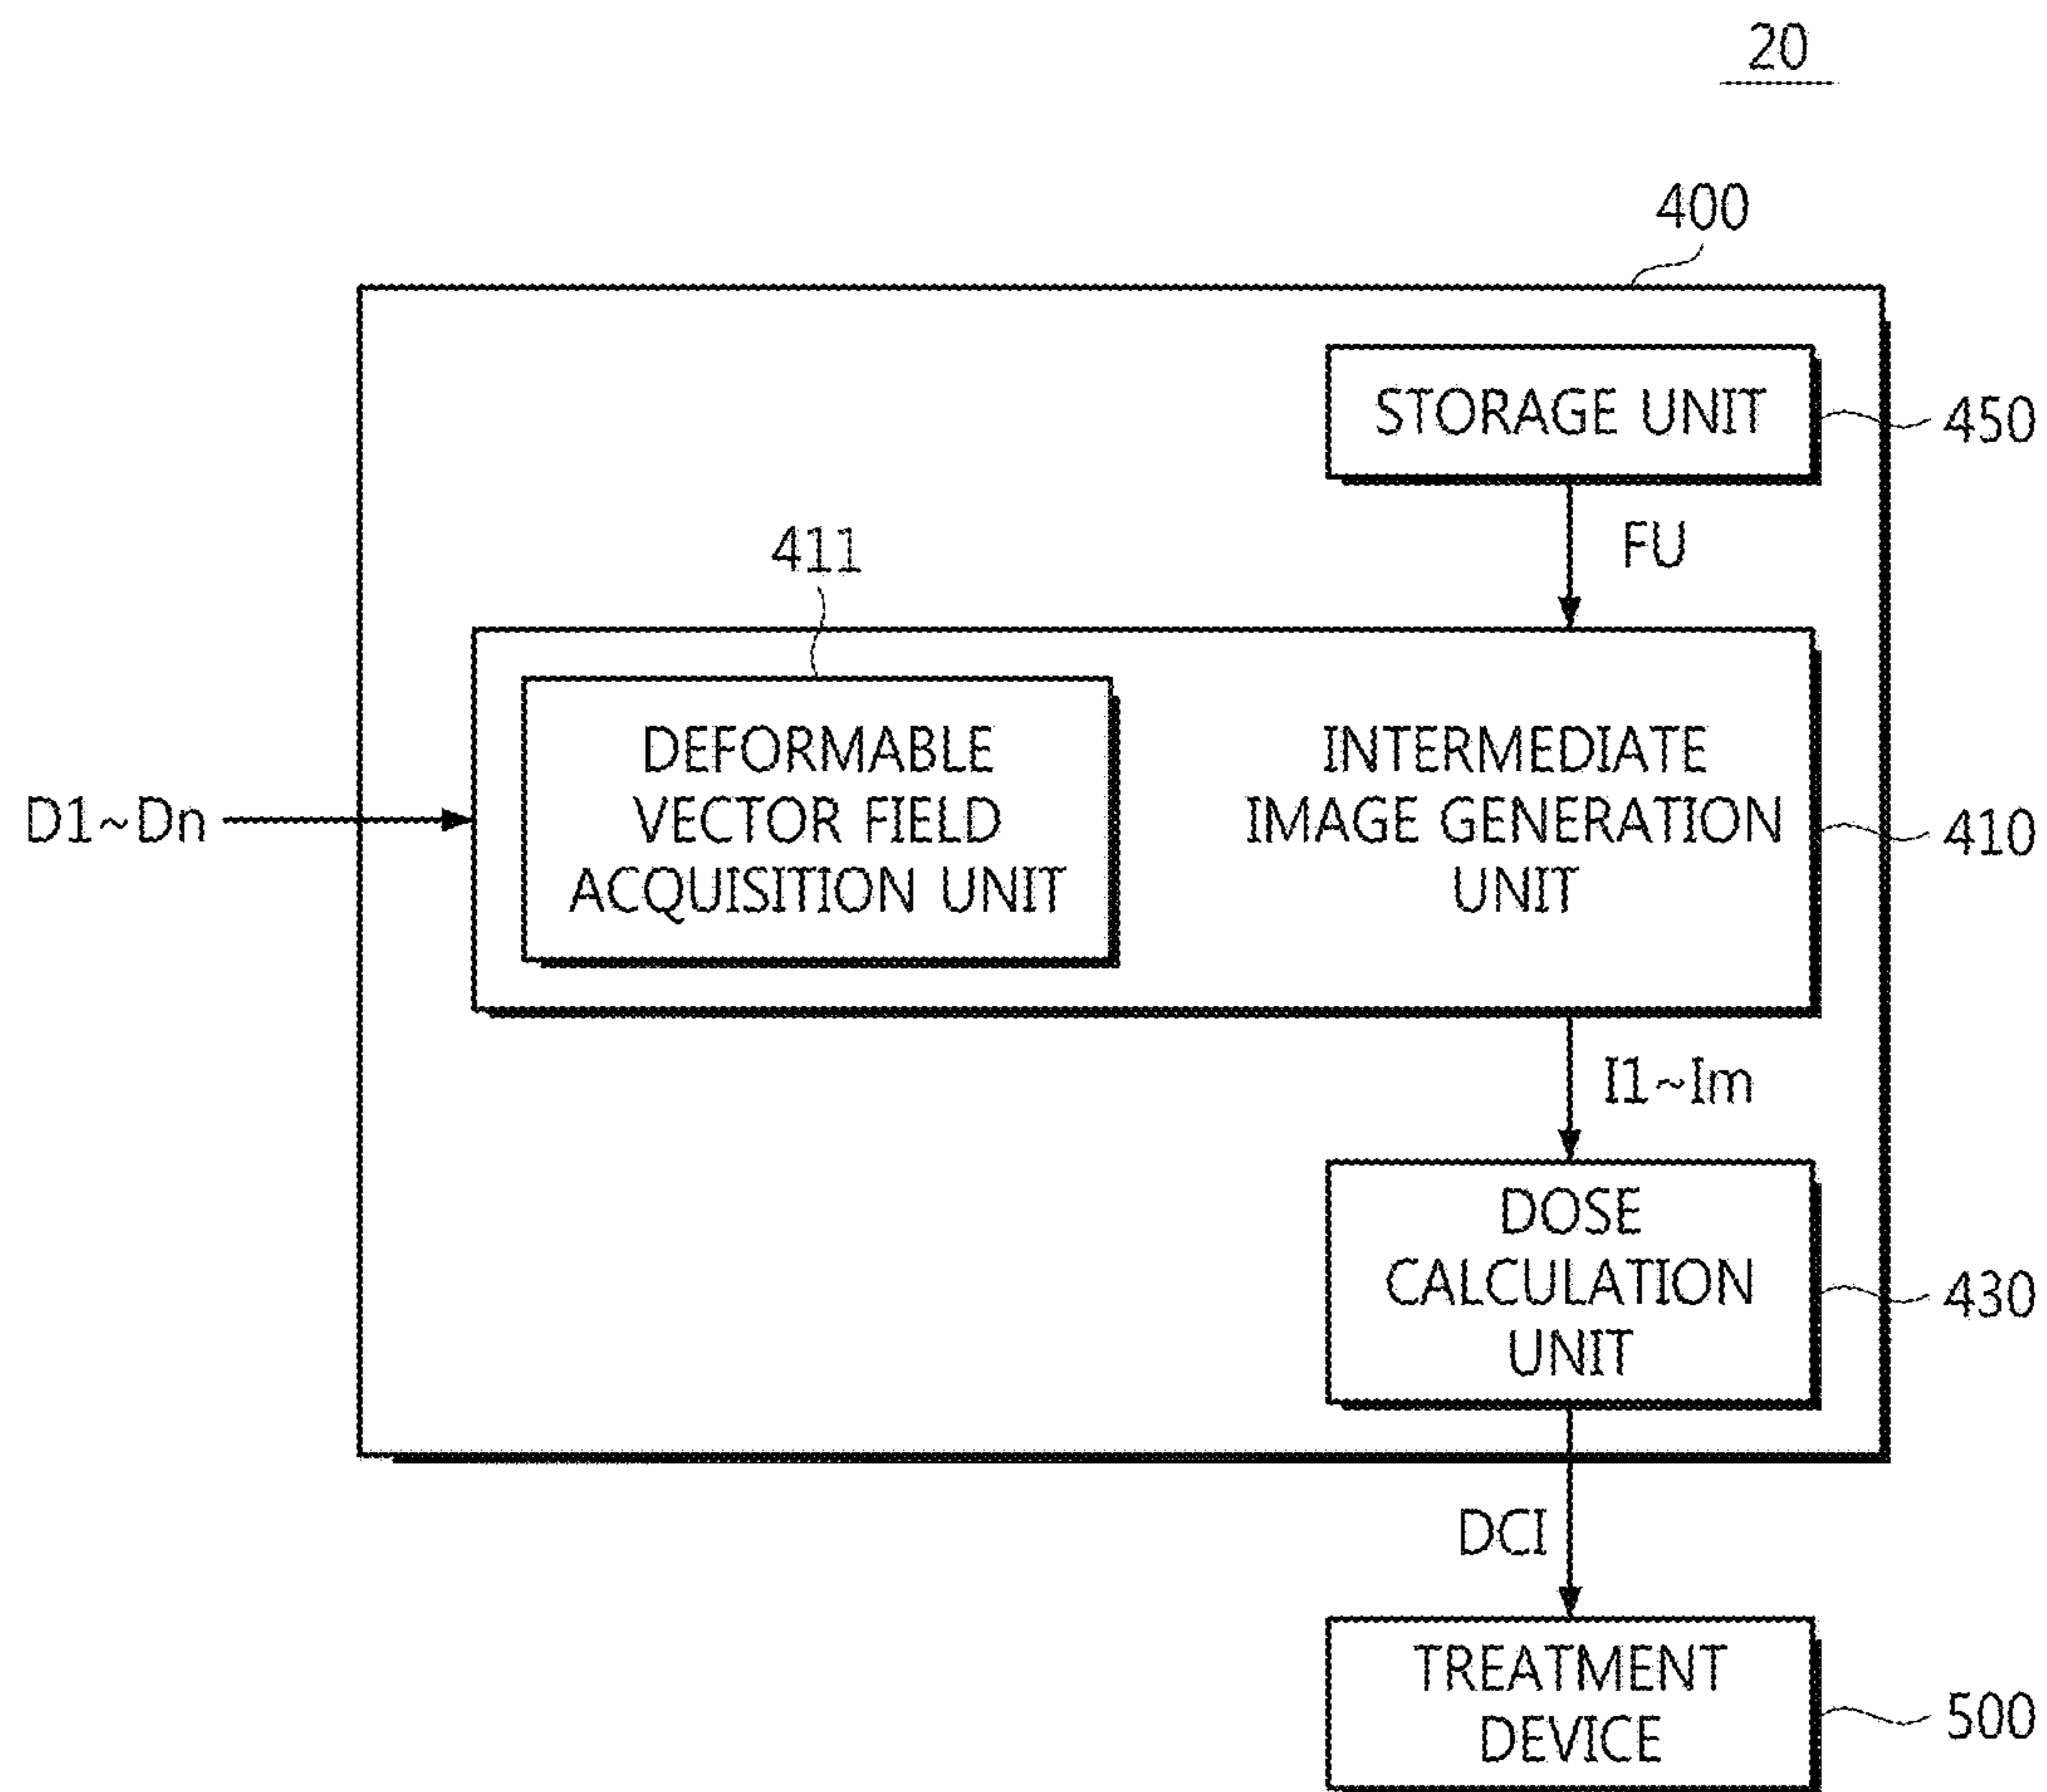 20
400
STORAGE UNIT
450
FU
411
DEFORMABLE
VECTOR FIELD
ACQUISITION UNIT
INTERMEDIATE
IMAGE GENERATION
UNIT
D1~Dn
410
I1~Im
DOSE
CALCULATION
UNIT
430
DCI
TREATMENT
DEVICE
500